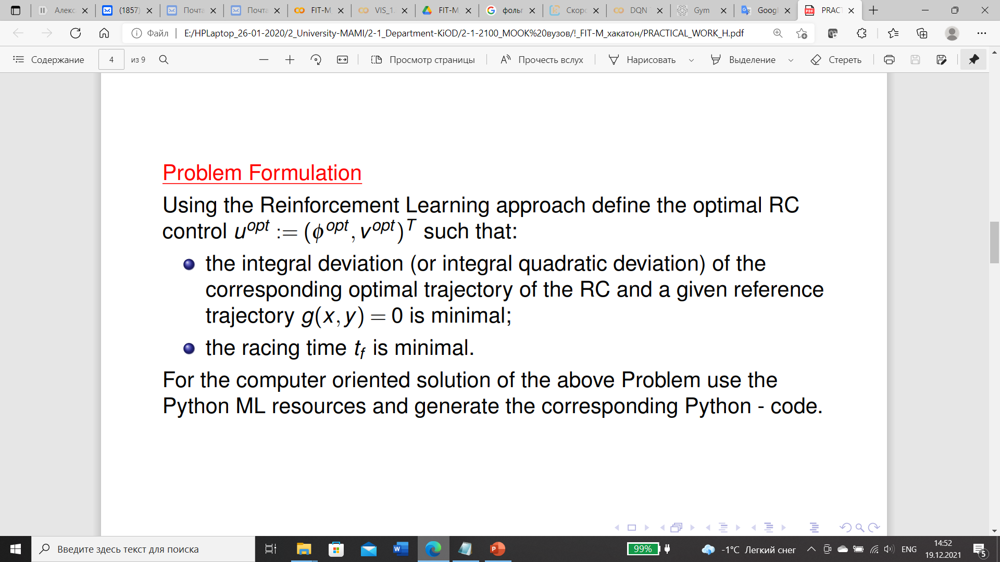 Алекс
(1857)
Почта
Почта
FIT-M
VIS_1.
FIT-M
фольг
Скоро
DQN
Gym
Googl
PRACT
Файл
E:/HPLaptop_26-01-2020/2_University-MAMI/2-1_Department-KiOD/2-1-2100_MOOK%20вузов/!_FIT-M_хакатон/PRACTICAL_WORK_H.pdf
Содержание
4
из 9
Просмотр страницы
Прочесть вслух
Нарисовать
Выделение
Стереть
Problem Formulation
Using the Reinforcement Learning approach define the optimal RC
control u^opt := (ϕ^opt, v^opt)^T such that:
the integral deviation (or integral quadratic deviation) of the
corresponding optimal trajectory of the RC and a given reference
trajectory g(x, y) = 0 is minimal;
the racing time t_f is minimal.
For the computer oriented solution of the above Problem use the
Python ML resources and generate the corresponding Python - code.
Введите здесь текст для поиска
99%
-1°C Легкий снег
ENG
14:52
19.12.2021
5